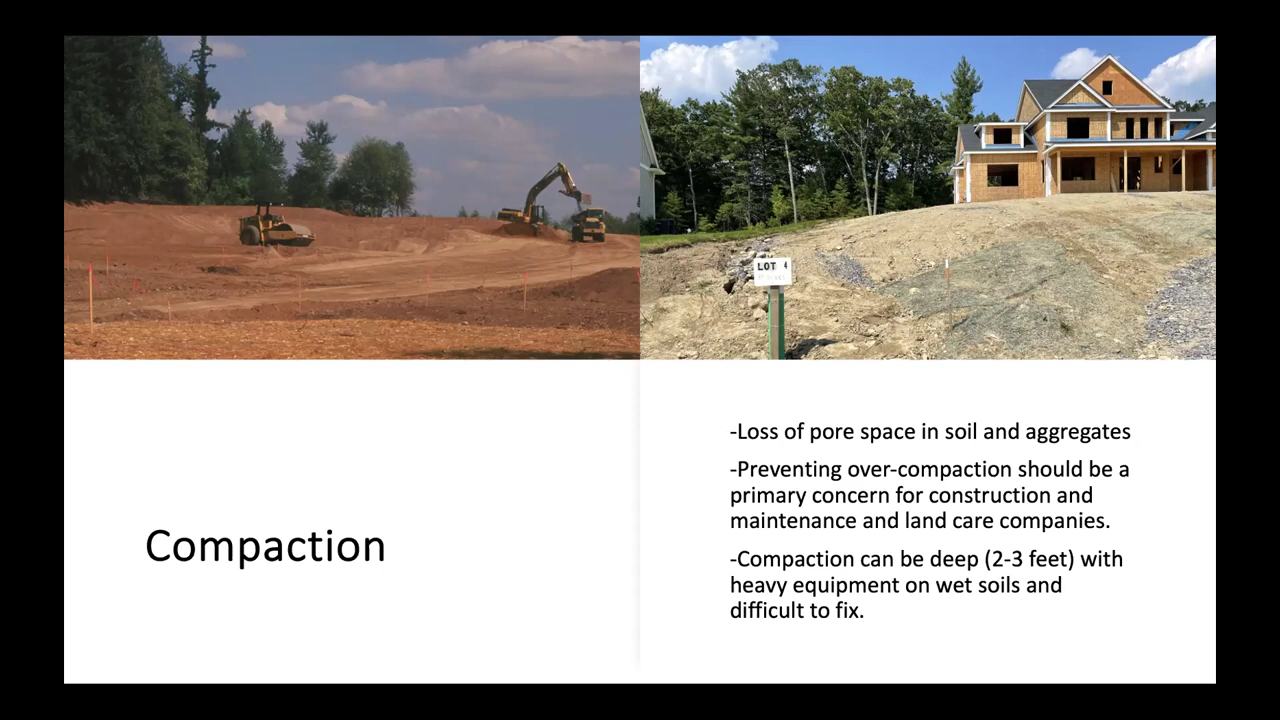 LOT 4
Compaction
-Loss of pore space in soil and aggregates
-Preventing over-compaction should be a
primary concern for construction and
maintenance and land care companies.
-Compaction can be deep (2-3 feet) with
heavy equipment on wet soils and
difficult to fix.